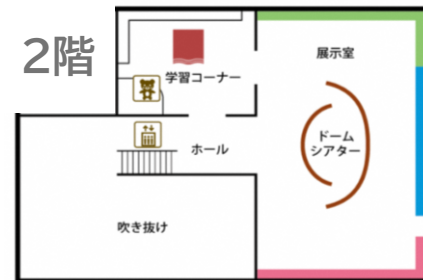 2階
展示室
学習コーナー
ドーム
シアター
ホール
吹き抜け